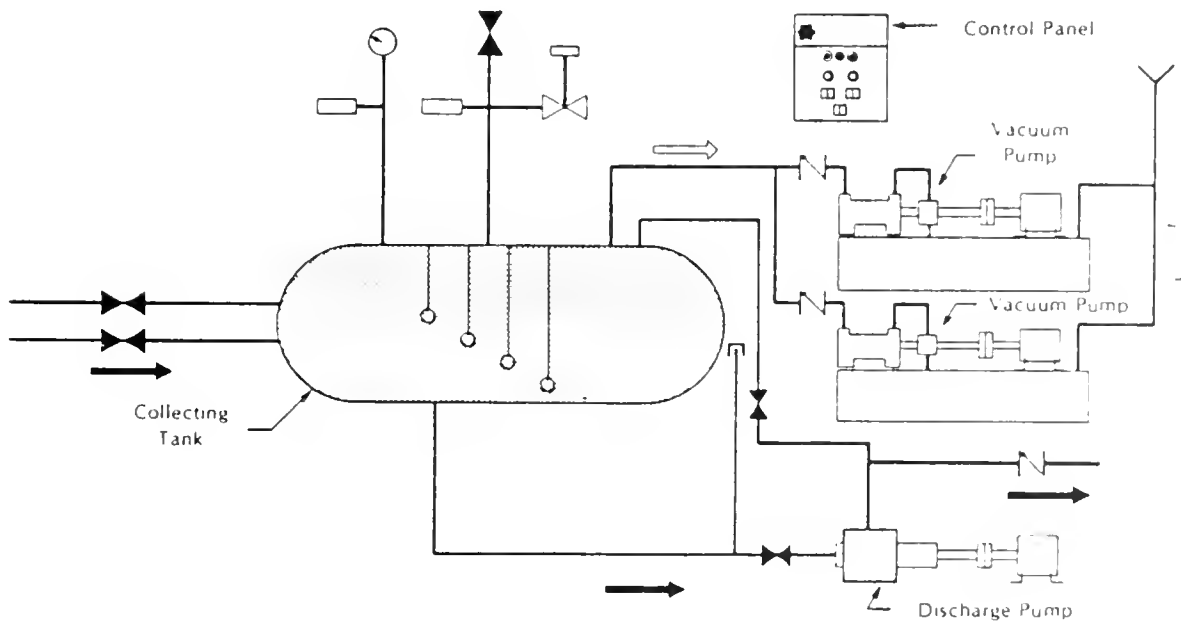 Control Panel
Vacuum
Pump
Vacuum Pump
Collecting
Tank
Discharge Pump